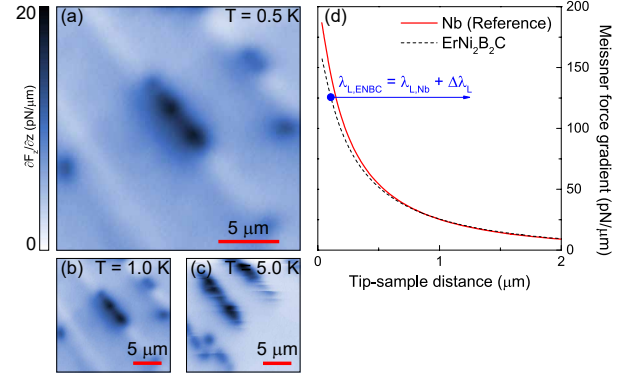 (a) T = 0.5 K
20
∂F_z/∂z (pN/μm)
0
5 μm
(b) T = 1.0 K
5 μm
(c) T = 5.0 K
5 μm
(d)
Nb (Reference)
ErNi₂B₂C
λ_L,ENBC = λ_L,Nb + Δλ_L
200
150
100
50
0
Meissner force gradient (pN/μm)
0 1 2
Tip-sample distance (μm)